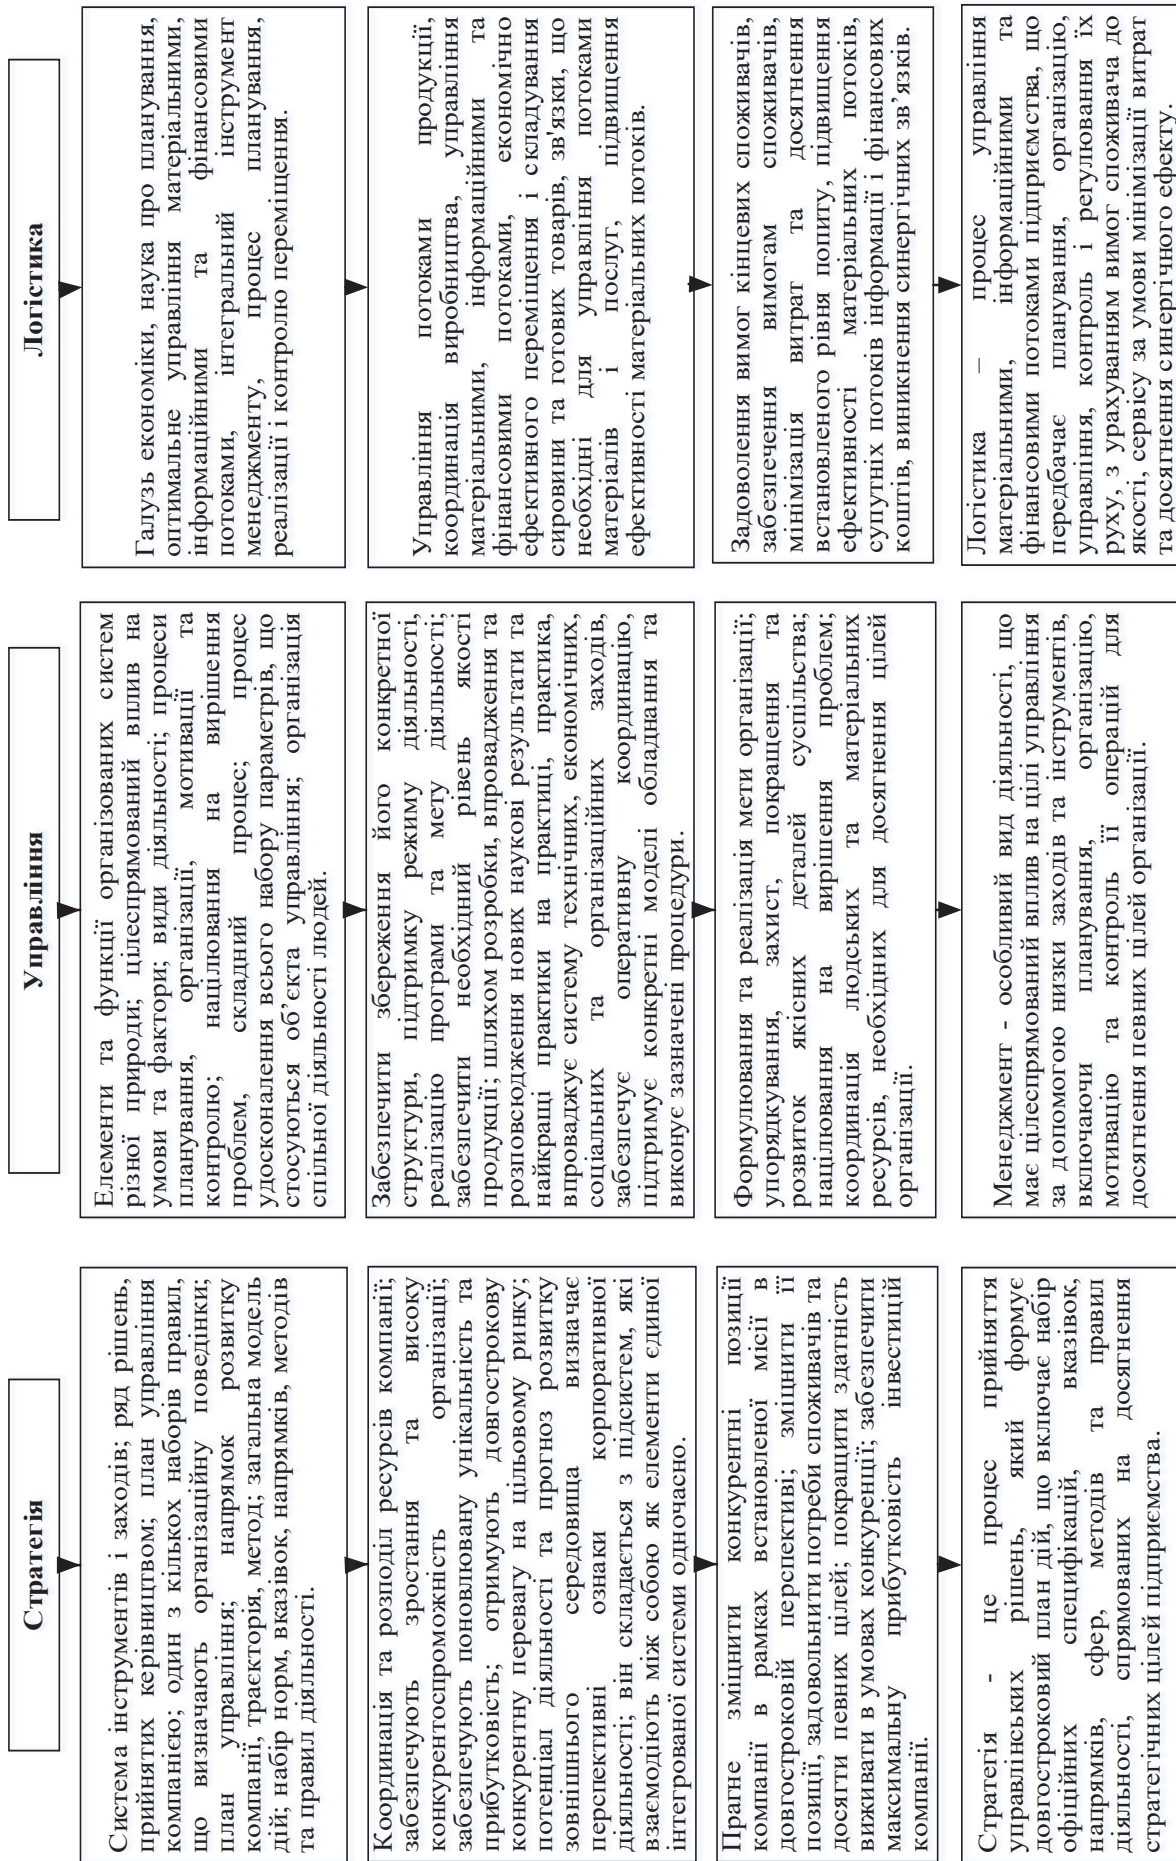 Стратегія
Система інструментів і заходів; ряд рішень,
прийнятих керівництвом; план управління
компанією; один з кількох наборів правил,
що визначають організаційну поведінки;
план управління; напрямок розвитку
компанії, траєкторія, метод; загальна модель
дій; набір норм, вказівок, напрямків, методів
та правил діяльності.
Координація та розподіл ресурсів компанії;
забезпечують зростання та високу
конкурентоспроможність організації;
забезпечують поновлювану унікальність та
прибутковість; отримують довгострокову
конкурентну перевагу на цільовому ринку;
потенціал діяльності та прогноз розвитку
зовнішнього середовища визначає
перспективні ознаки корпоративної
діяльності; він складається з підсистем, які
взаємодіють між собою як елементи єдиної
інтегрованої системи одночасно.
Прагне зміцнити конкурентні позиції
компанії в рамках встановленої місії в
довгостроковій перспективі; зміцнити її
позиції, задовольнити потреби споживачів та
досягти певних цілей; покращити здатність
виживати в умовах конкуренції; забезпечити
максимальну прибутковість інвестицій
компанії.
Стратегія - це процес прийняття
управлінських рішень, який формує
довгостроковий план дій, що включає набір
офіційних специфікацій, вказівок,
напрямків, сфер, методів та правил
діяльності, спрямованих на досягнення
стратегічних цілей підприємства.
Управління
Елементи та функції організованих систем
різної природи; цілеспрямований вплив на
умови та фактори; види діяльності; процеси
планування, організації, мотивації та
контролю; націлювання на вирішення
проблем, складний процес; процес
удосконалення всього набору параметрів, що
стосуються об’єкта управління; організація
спільної діяльності людей.
Забезпечити збереження його конкретної
структури, підтримку режиму діяльності,
реалізацію програми та мету діяльності;
забезпечити необхідний рівень якості
продукції; шляхом розробки, впровадження та
розповсюдження нових наукові результати та
найкращі практики на практиці, практика,
впроваджує систему технічних, економічних,
соціальних та організаційних заходів,
забезпечує оперативну координацію,
підтримує конкретні моделі обладнання та
виконує зазначені процедури.
Формулювання та реалізація мети організації;
упорядкування, захист, покращення та
розвиток якісних деталей суспільства;
націлювання на вирішення проблем;
координація людських та матеріальних
ресурсів, необхідних для досягнення цілей
організації.
Менеджмент - особливий вид діяльності, що
має цілеспрямований вплив на цілі управління
за допомогою низки заходів та інструментів,
включаючи планування, організацію,
мотивацію та контроль її операцій для
досягнення певних цілей організації.
Логістика
Галузь економіки, наука про планування,
оптимальне управління матеріальними,
інформаційними та фінансовими
потоками, інтегральний інструмент
менеджменту, процес планування,
реалізації і контролю переміщення.
Управління потоками продукції,
координація виробництва, управління
матеріальними, інформаційними та
фінансовими потоками, економічно
ефективного переміщення і складування
сировини та готових товарів, зв'язки, що
необхідні для управління потоками
матеріалів і послуг, підвищення
ефективності матеріальних потоків.
Задоволення вимог кінцевих споживачів,
забезпечення вимогам споживачів,
мінімізація витрат та досягнення
встановленого рівня попиту, підвищення
ефективності матеріальних потоків,
супутніх потоків інформації і фінансових
коштів, виникнення синергічних зв’язків.
Логістика – процес управління
матеріальними, інформаційними та
фінансовими потоками підприємства, що
передбачає планування, організацію,
управління, контроль і регулювання їх
руху, з урахуванням вимог споживача до
якості, сервісу за умови мінімізації витрат
та досягнення синергічного ефекту.